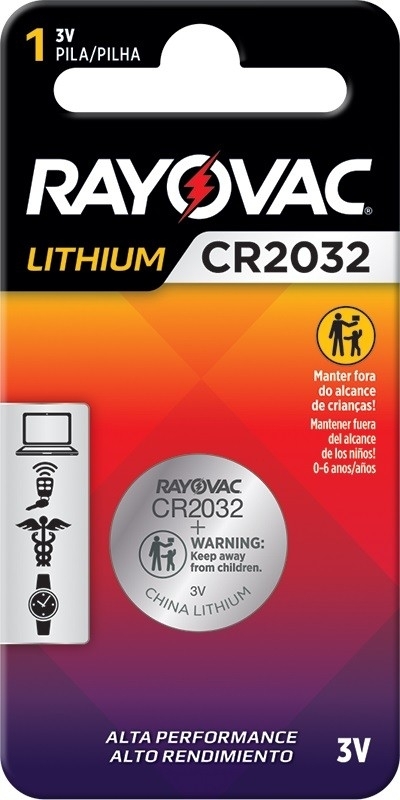 1 3V
PILA/PILHA
RAYOVAC®
LITHIUM CR2032
Manter fora
do alcance
de crianças!
Mantener fuera
del alcance
de los niños!
0-6 anos/años
RAYOVAC
CR2032
+
WARNING:
Keep away
from children.
3V
CHINA LITHIUM
ALTA PERFORMANCE
ALTO RENDIMIENTO
3V